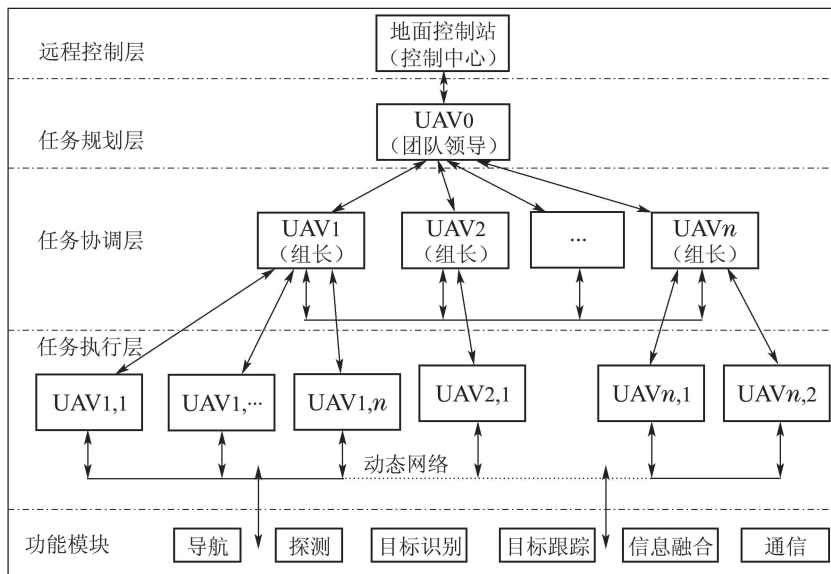 远程控制层
地面控制站
（控制中心）
任务规划层
UAV0
（团队领导）
任务协调层
UAV1
（组长）
UAV2
（组长）
…
UAVn
（组长）
任务执行层
UAV1,1
UAV1,…
UAV1,n
UAV2,1
UAVn,1
UAVn,2
动态网络
功能模块
导航
探测
目标识别
目标跟踪
信息融合
通信